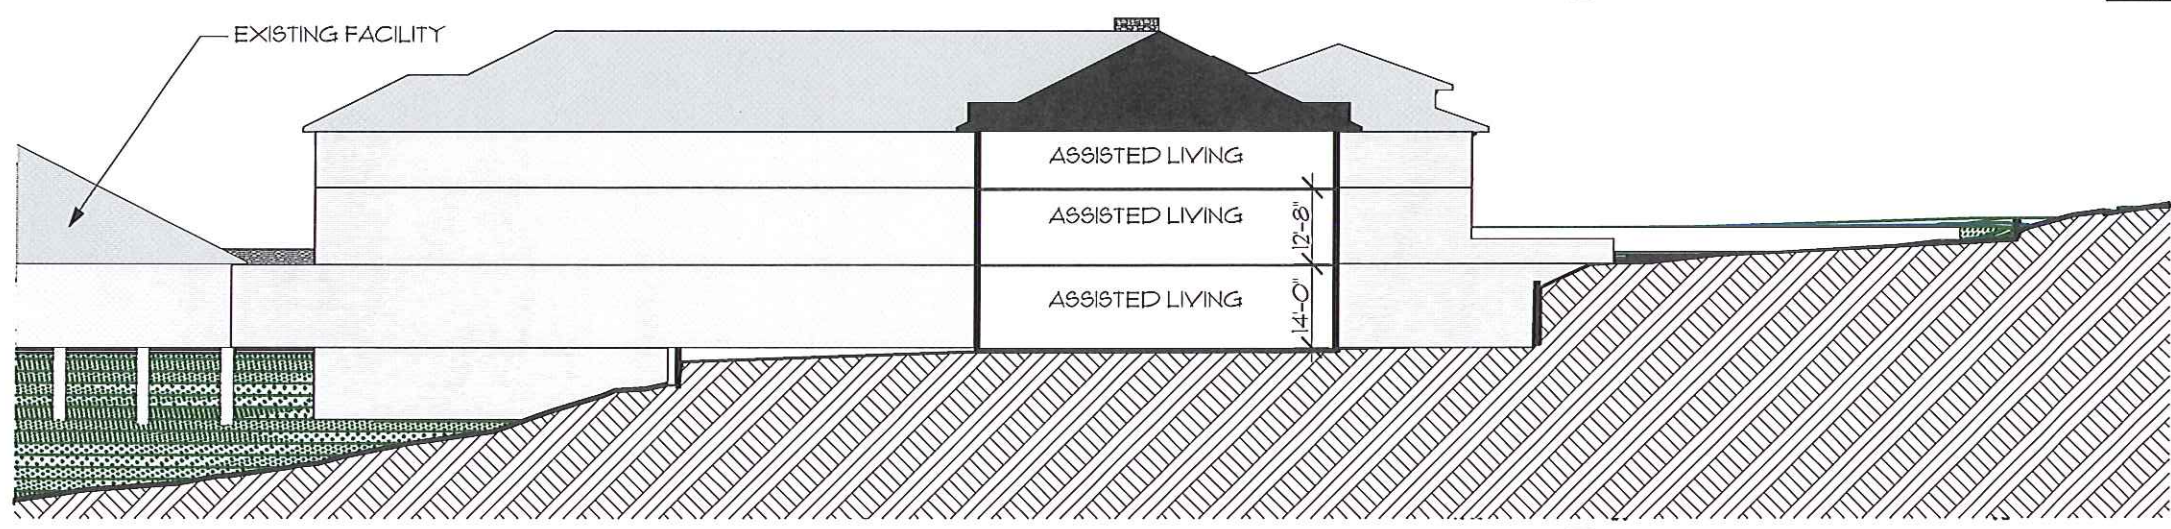 EXISTING FACILITY
ASSISTED LIVING
ASSISTED LIVING
12'-8"
ASSISTED LIVING
14'-0"